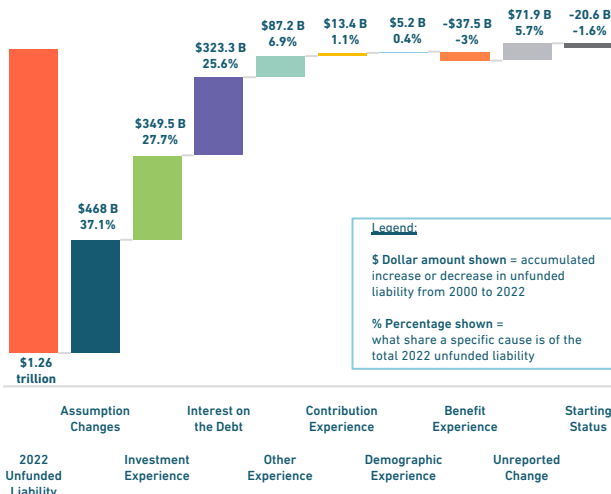 $87.2 B
6.9%
$13.4 B
1.1%
$5.2 B
0.4%
-$37.5 B
-3%
$71.9 B
5.7%
-20.6 B
-1.6%
$323.3 B
25.6%
$349.5 B
27.7%
$468 B
37.1%
$1.26
trillion
Legend:
$ Dollar amount shown = accumulated
increase or decrease in unfunded
liability from 2000 to 2022
% Percentage shown =
what share a specific cause is of the
total 2022 unfunded liability
Assumption
Changes
Interest on
the Debt
Contribution
Experience
Benefit
Experience
Starting
Status
2022
Unfunded
Liability
Investment
Experience
Other
Experience
Demographic
Experience
Unreported
Change